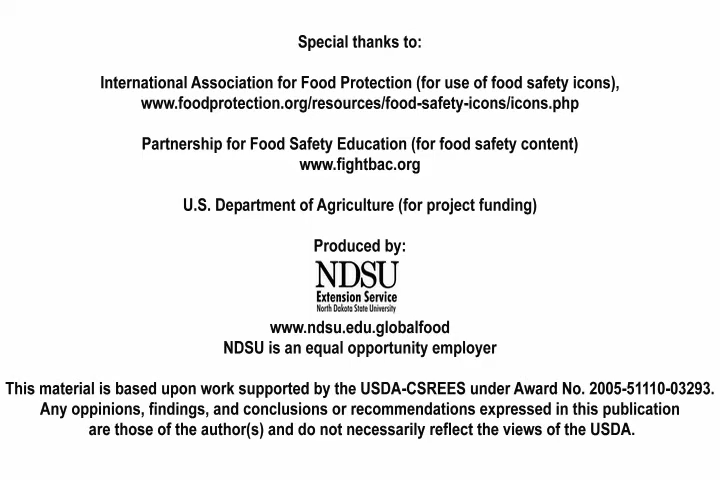 Special thanks to:
International Association for Food Protection (for use of food safety icons),
www.foodprotection.org/resources/food-safety-icons/icons.php
Partnership for Food Safety Education (for food safety content)
www.fightbac.org
U.S. Department of Agriculture (for project funding)
Produced by:
NDSU
Extension Service
North Dakota State University
www.ndsu.edu.globalfood
NDSU is an equal opportunity employer
This material is based upon work supported by the USDA-CSREES under Award No. 2005-51110-03293.
Any oppinions, findings, and conclusions or recommendations expressed in this publication
are those of the author(s) and do not necessarily reflect the views of the USDA.